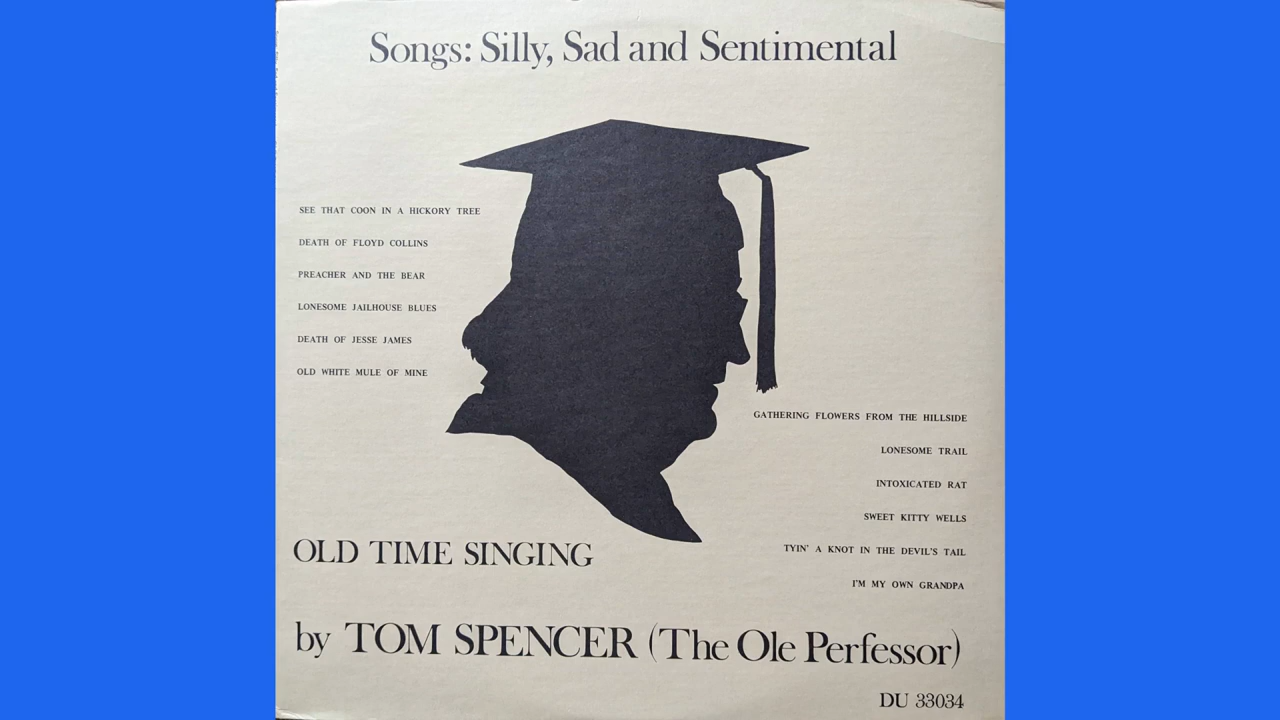 Songs: Silly, Sad and Sentimental
SEE THAT COON IN A HICKORY TREE
DEATH OF FLOYD COLLINS
PREACHER AND THE BEAR
LONESOME JAILHOUSE BLUES
DEATH OF JESSE JAMES
OLD WHITE MULE OF MINE
GATHERING FLOWERS FROM THE HILLSIDE
LONESOME TRAIL
INTOXICATED RAT
SWEET KITTY WELLS
TYIN' A KNOT IN THE DEVIL'S TAIL
I'M MY OWN GRANDPA
OLD TIME SINGING
by TOM SPENCER (The Ole Perfessor)
DU 33034